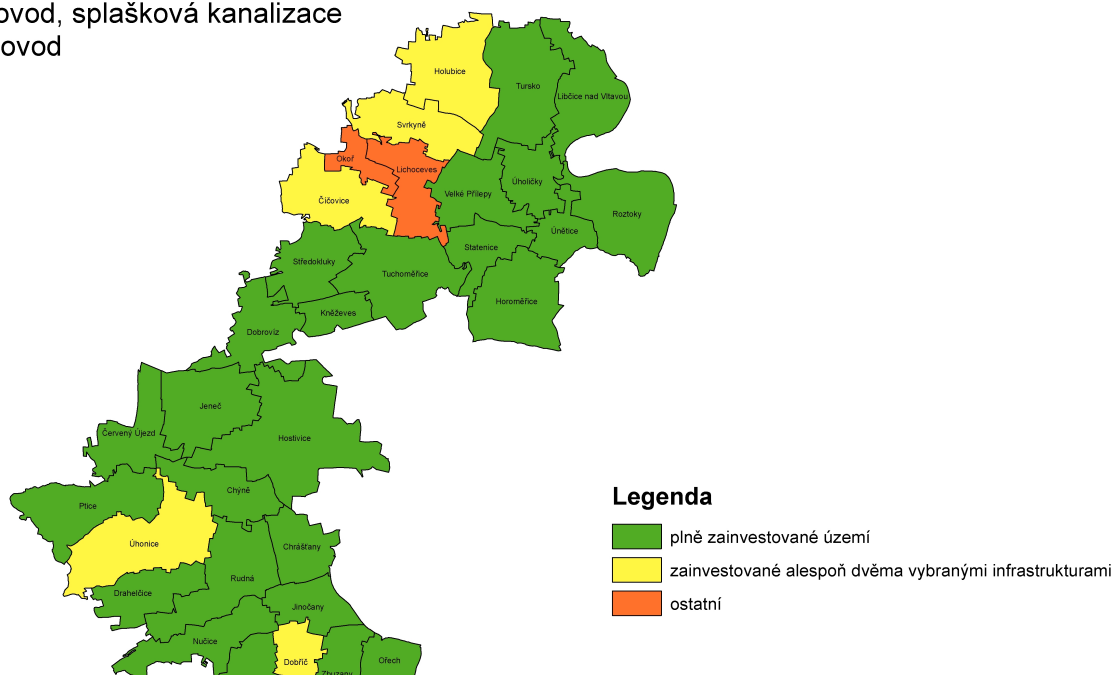 ovod, splašková kanalizace
ovod
Holubice
Tursko
Libčice nad Vltavou
Svrkyně
Okoř
Lichoceves
Číčovice
Velké Přílepy
Úholičky
Roztoky
Únětice
Statenice
Středokluky
Tuchoměřice
Horoměřice
Kněževes
Dobrovíz
Jeneč
Červený Újezd
Hostivice
Chýně
Ptice
Úhonice
Chrášťany
Rudná
Drahelčice
Jinočany
Nučice
Dobříč
Ořech
Zbuzany
Legenda
plně zainvestované území
zainvestované alespoň dvěma vybranými infrastrukturami
ostatní